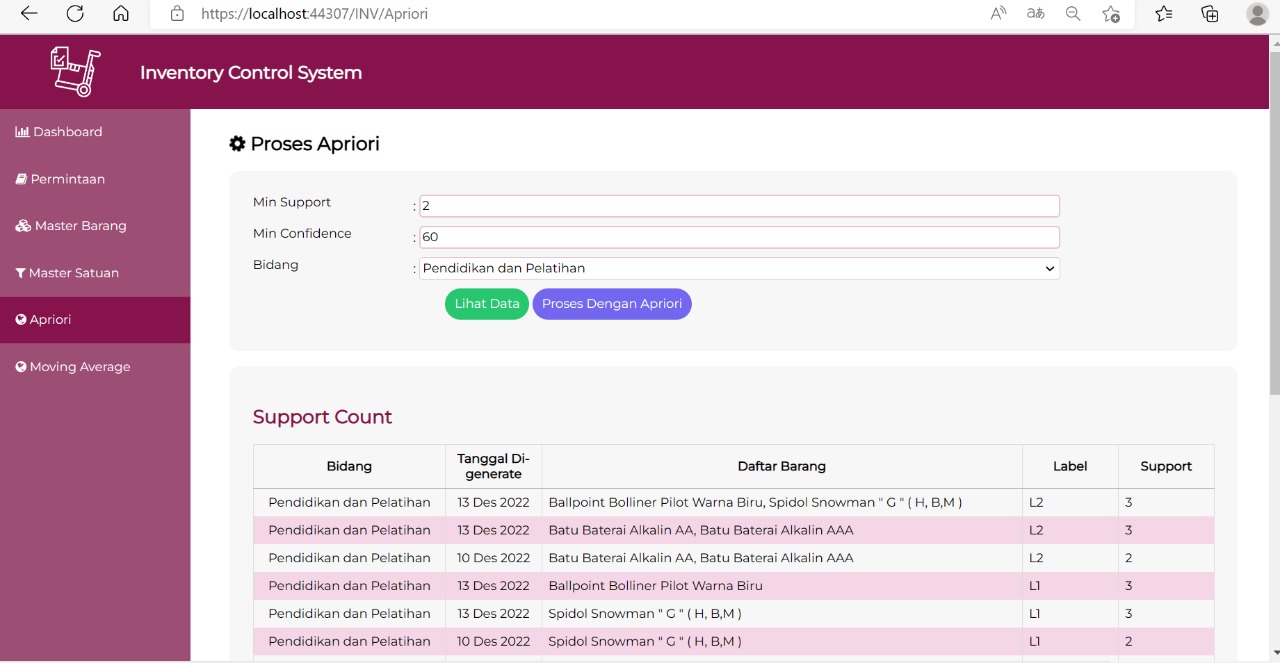 https://localhost:44307/INV/Apriori
Inventory Control System
Dashboard
Permintaan
Master Barang
Master Satuan
Apriori
Moving Average
Proses Apriori
Min Support : 2
Min Confidence : 60
Bidang : Pendidikan dan Pelatihan
Lihat Data Proses Dengan Apriori
Support Count
Bidang Tanggal Di-generate Daftar Barang Label Support
Pendidikan dan Pelatihan 13 Des 2022 Ballpoint Bolliner Pilot Warna Biru, Spidol Snowman " G " ( H, B,M ) L2 3
Pendidikan dan Pelatihan 13 Des 2022 Batu Baterai Alkalin AA, Batu Baterai Alkalin AAA L2 3
Pendidikan dan Pelatihan 10 Des 2022 Batu Baterai Alkalin AA, Batu Baterai Alkalin AAA L2 2
Pendidikan dan Pelatihan 13 Des 2022 Ballpoint Bolliner Pilot Warna Biru L1 3
Pendidikan dan Pelatihan 13 Des 2022 Spidol Snowman " G " ( H, B,M ) L1 3
Pendidikan dan Pelatihan 10 Des 2022 Spidol Snowman " G " ( H, B,M ) L1 2